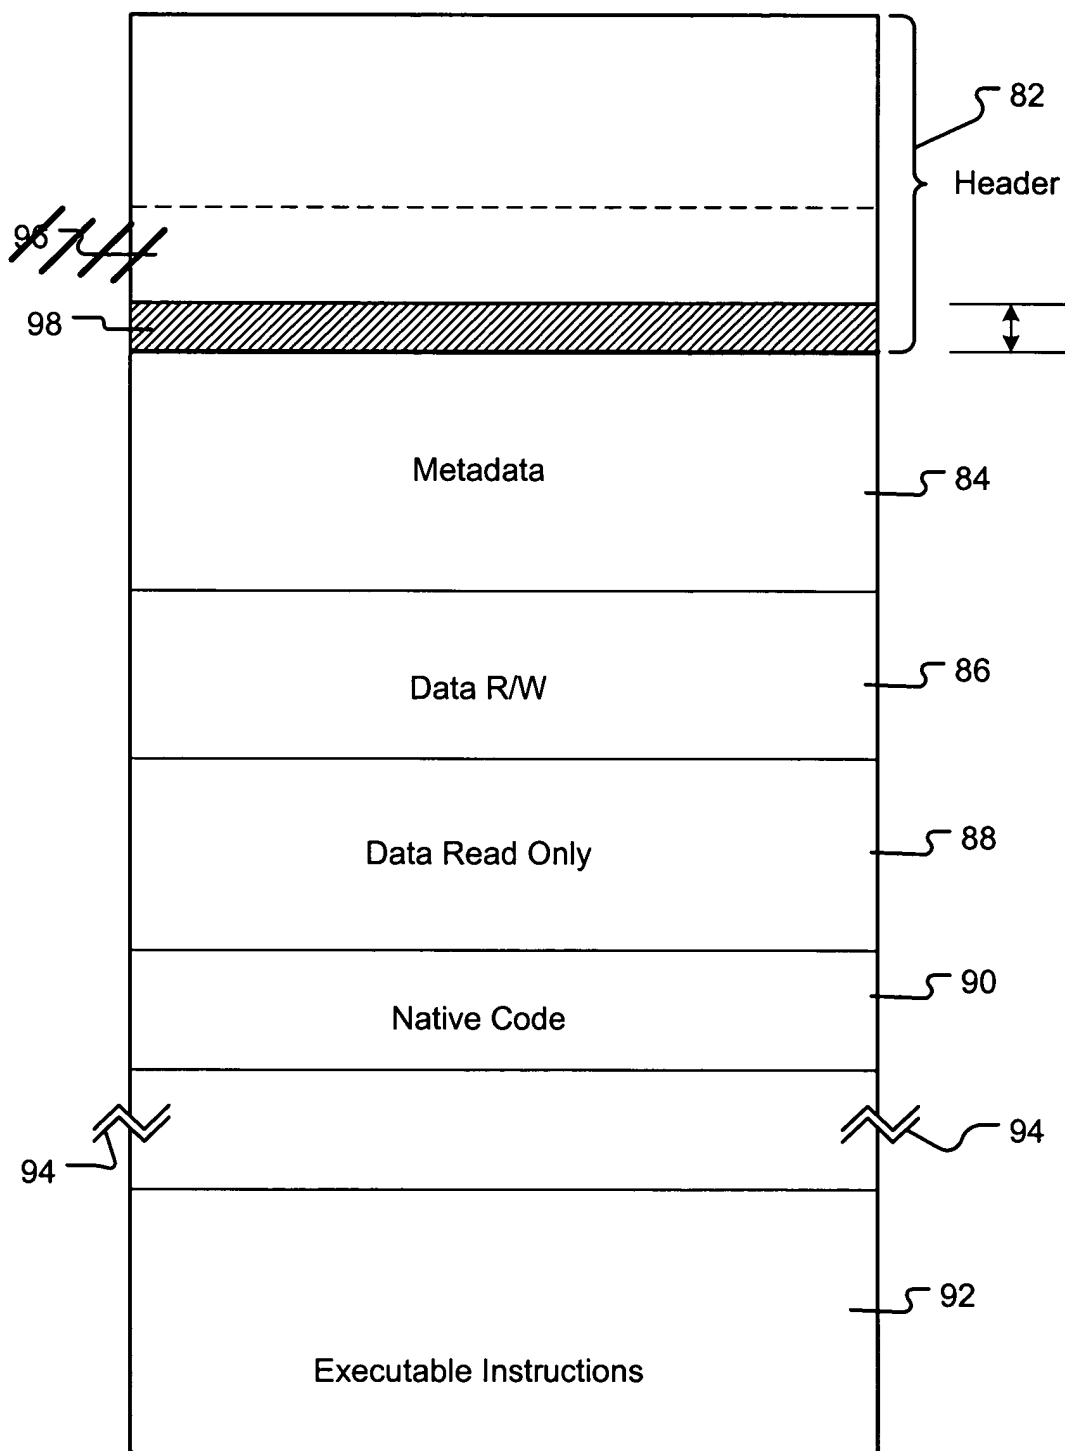 82
Header
96
98
Metadata
84
Data R/W
86
Data Read Only
88
Native Code
90
94
94
Executable Instructions
92